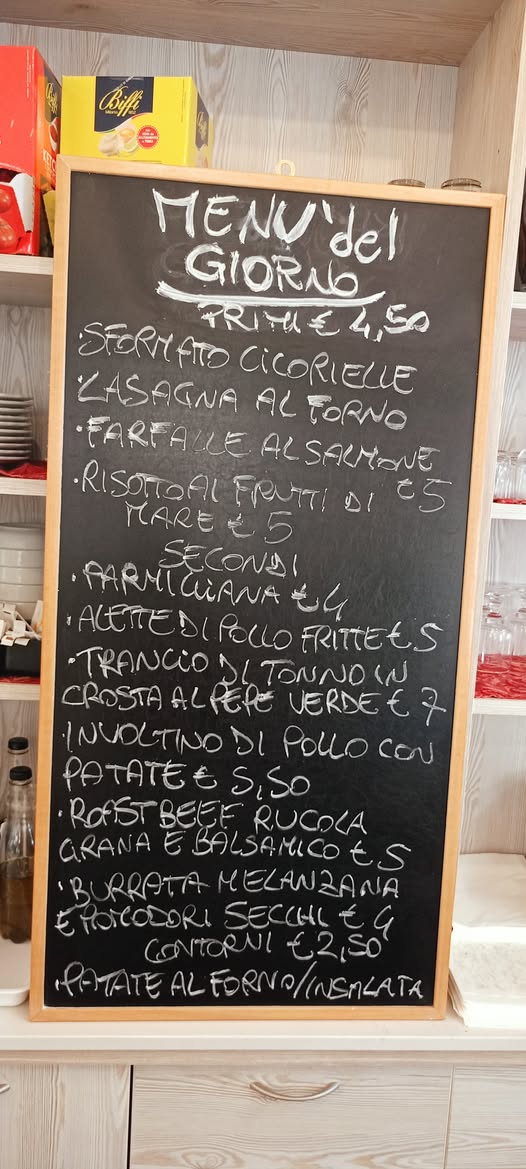 Biffi
MENU' del
GIORNO
PRIMI € 4,50
·SFORMATO CICORIELLE
·LASAGNA AL FORNO
·FARFALLE AL SALMONE
€5
·RISOTTO AI FRUTTI DI
MARE € 5
SECONDI
·PARMIGIANA € 4
·ALETTE DI POLLO FRITTE € 5
·TRANCIO DI TONNO IN
CROSTA AL PEPE VERDE € 7
·INVOLTINO DI POLLO CON
PATATE € 5,50
·ROAST BEEF RUCOLA
GRANA E BALSAMICO € 5
·BURRATA MELANZANA
E POMODORI SECCHI € 4
CONTORNI € 2,50
·PATATE AL FORNO/INSALATA